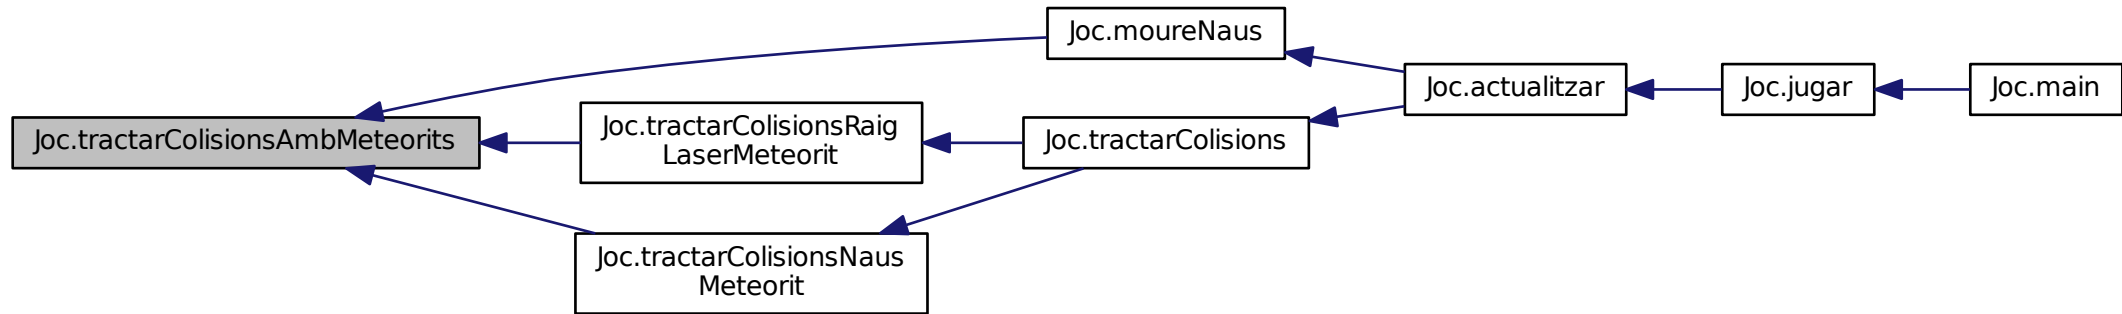 Joc.tractarColisionsAmbMeteorits
Joc.moureNaus
Joc.tractarColisionsRaig
LaserMeteorit
Joc.tractarColisionsNaus
Meteorit
Joc.tractarColisions
Joc.actualitzar
Joc.jugar
Joc.main